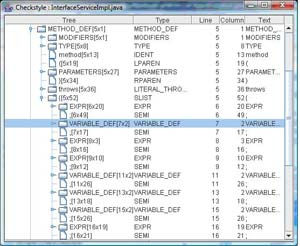 Checkstyle : InterfaceServiceImpl.java
Tree Type Line Column Text
METHOD_DEF[5x1] METHOD_DEF 5 1 METHOD_...
MODIFIERS[5x1] MODIFIERS 5 1 MODIFIERS
TYPE[5x8] TYPE 5 8 TYPE
method[5x13] IDENT 5 13 method
([5x19] LPAREN 5 19 (
PARAMETERS[5x27] PARAMETERS 5 27 PARAMET...
)[5x34] RPAREN 5 34 )
throws[5x36] LITERAL_THRO... 5 36 throws
{[5x52] SLIST 5 52 {
EXPR[6x20] EXPR 6 20 EXPR
;[6x49] SEMI 6 49 ;
VARIABLE_DEF[7x2] VARIABLE_DEF 7 2 VARIABLE...
;[7x17] SEMI 7 17 ;
EXPR[8x3] EXPR 8 3 EXPR
;[8x16] SEMI 8 16 ;
EXPR[9x10] EXPR 9 10 EXPR
;[9x12] SEMI 9 12 ;
VARIABLE_DEF[11x2] VARIABLE_DEF 11 2 VARIABLE...
;[11x26] SEMI 11 26 ;
VARIABLE_DEF[13x2] VARIABLE_DEF 13 2 VARIABLE...
;[13x18] SEMI 13 18 ;
VARIABLE_DEF[15x2] VARIABLE_DEF 15 2 VARIABLE...
;[15x26] SEMI 15 26 ;
EXPR[16x16] EXPR 16 16 EXPR
;[16x21] SEMI 16 21 ;